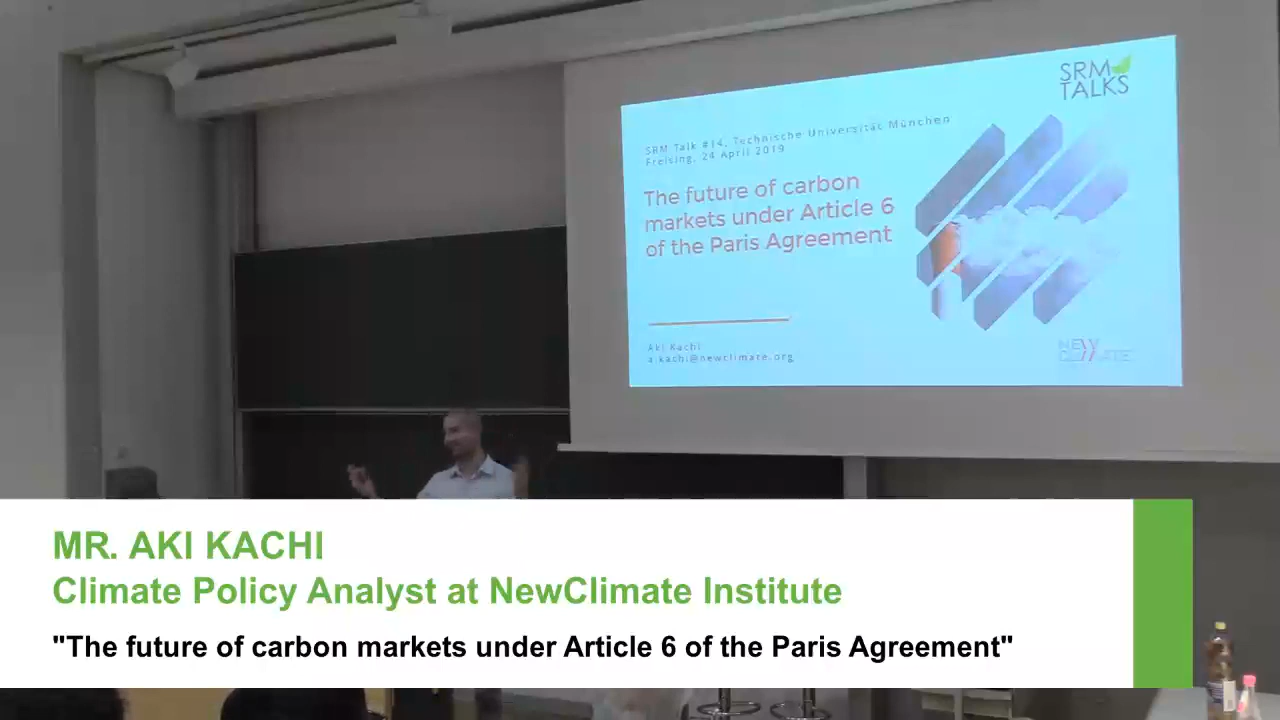 SRM
TALKS
SRM Talk #14, Technische Universität München
Freising, 24 April 2019
The future of carbon
markets under Article 6
of the Paris Agreement
Aki Kachi
a.kachi@newclimate.org
NEW
CLIMATE
MR. AKI KACHI
Climate Policy Analyst at NewClimate Institute
"The future of carbon markets under Article 6 of the Paris Agreement"